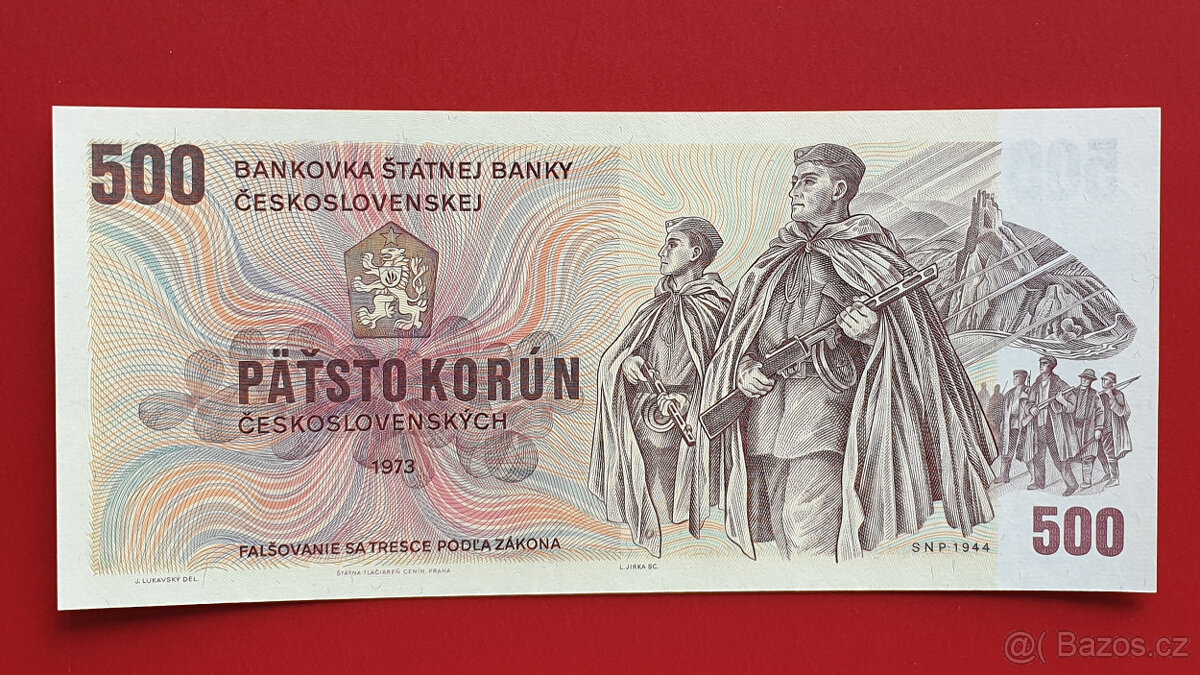 500
BANKOVKA ŠTÁTNEJ BANKY
ČESKOSLOVENSKEJ
PÄŤSTO KORÚN
ČESKOSLOVENSKÝCH
1973
FALŠOVANIE SA TRESCE PODĽA ZÁKONA
SNP 1944
500
J. LUKAVSKÝ DEL.
ŠTÁTNA TLAČIAREŇ CENÍN, PRAHA
L. JIRKA SC.
@( Bazos.cz